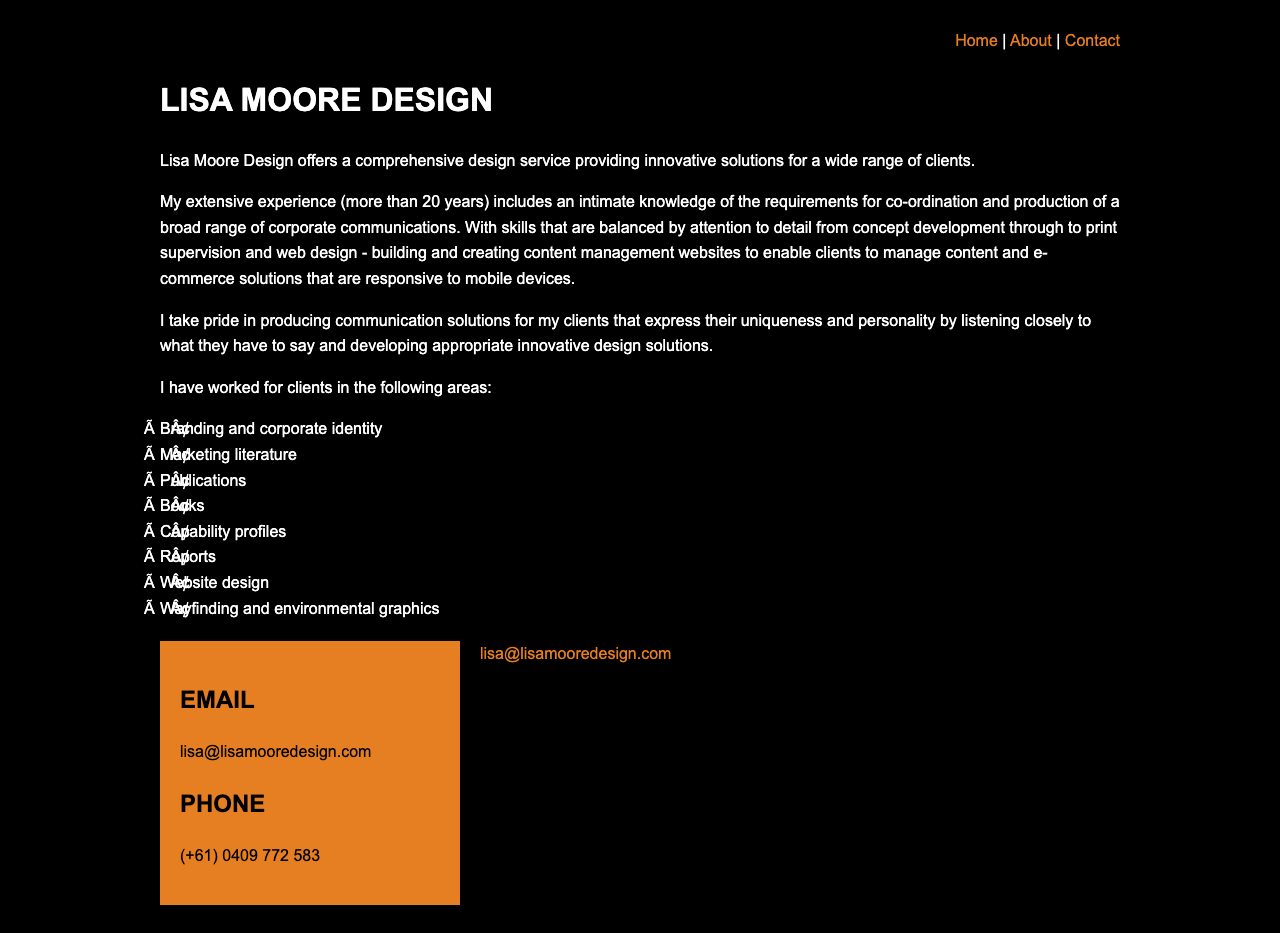 Home | About | Contact
LISA MOORE DESIGN
Lisa Moore Design offers a comprehensive design service providing innovative solutions for a wide range of clients.
My extensive experience (more than 20 years) includes an intimate knowledge of the requirements for co-ordination and production of a
broad range of corporate communications. With skills that are balanced by attention to detail from concept development through to print
supervision and web design - building and creating content management websites to enable clients to manage content and e-
commerce solutions that are responsive to mobile devices.
I take pride in producing communication solutions for my clients that express their uniqueness and personality by listening closely to
what they have to say and developing appropriate innovative design solutions.
I have worked for clients in the following areas:
Branding and corporate identity
Marketing literature
Publications
Books
Capability profiles
Reports
Website design
Wayfinding and environmental graphics
lisa@lisamooredesign.com
EMAIL
lisa@lisamooredesign.com
PHONE
(+61) 0409 772 583